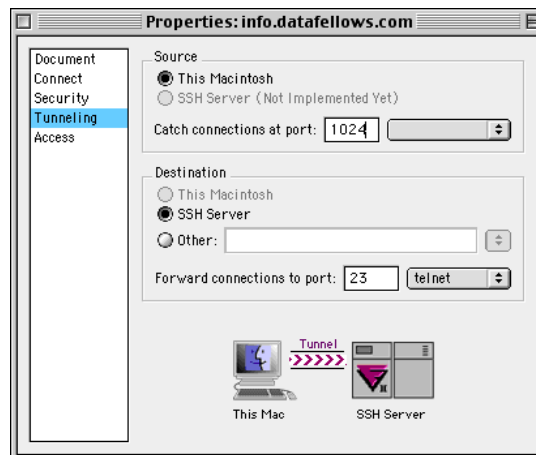 Properties: info.datafellows.com
Document
Connect
Security
Tunneling
Access
Source
This Macintosh
SSH Server (Not Implemented Yet)
Catch connections at port: 1024
Destination
This Macintosh
SSH Server
Other:
Forward connections to port: 23 telnet
Tunnel
This Mac SSH Server